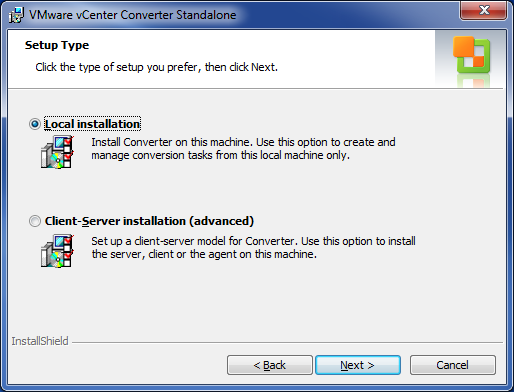 VMware vCenter Converter Standalone
Setup Type
Click the type of setup you prefer, then click Next.
Local installation
Install Converter on this machine. Use this option to create and
manage conversion tasks from this local machine only.
Client-Server installation (advanced)
Set up a client-server model for Converter. Use this option to install
the server, client or the agent on this machine.
InstallShield
< Back
Next >
Cancel